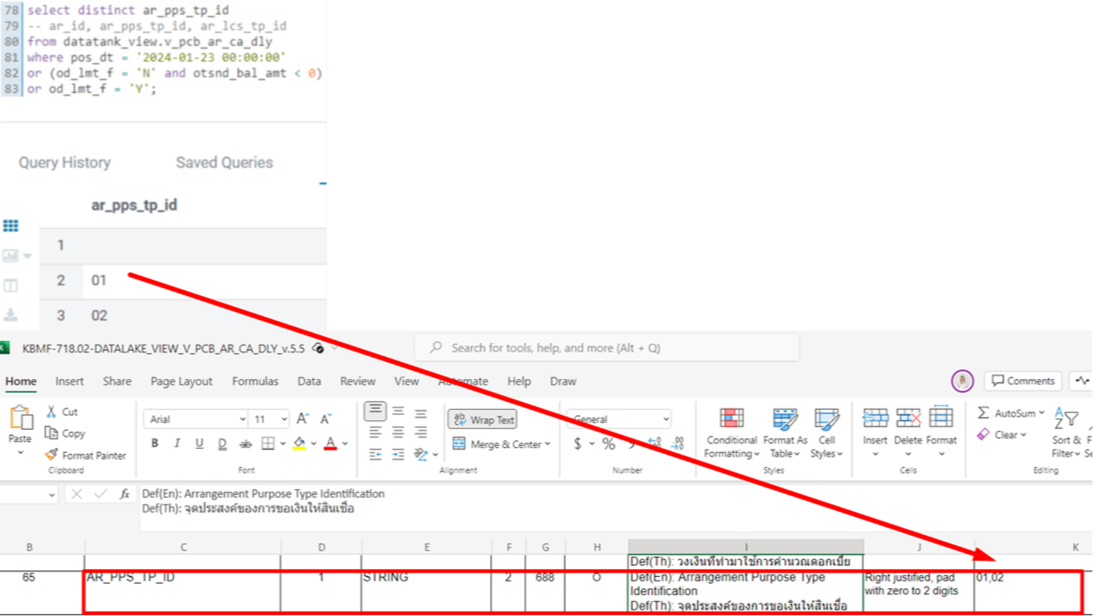 78 select distinct ar_pps_tp_id
79 -- ar_id, ar_pps_tp_id, ar_lcs_tp_id
80 from datatank_view.v_pcb_ar_ca_dly
81 where pos_dt = '2024-01-23 00:00:00'
82 or (od_lmt_f = 'N' and otsnd_bal_amt < 0)
83 or od_lmt_f = 'Y';
Query History Saved Queries
ar_pps_tp_id
1
2 01
3 02
KBMF-718.02-DATALAKE_VIEW_V_PCB_AR_CA_DLY_v.5.5
Search for tools, help, and more (Alt + Q)
Home Insert Share Page Layout Formulas Data Review View Automate Help Draw
Comments
Paste
Cut
Copy
Format Painter
Clipboard
Arial 11
B I U D ab
Font
Wrap Text
Merge & Center
Alignment
General
$ %
Number
Conditional Formatting
Format As Table
Cell Styles
Styles
Insert Delete Format
Cells
AutoSum
Clear
Sort &
Filter
Editing
fx
Def(En): Arrangement Purpose Type Identification
Def(Th): จุดประสงค์ของการขอเงินให้สินเชื่อ
B C D E F G H I J K
Def(Th): วงเงินที่ทำมาใช้การคำนวณดอกเบี้ย
65 AR_PPS_TP_ID 1 STRING 2 688 O
Def(En): Arrangement Purpose Type
Identification
Def(Th): จุดประสงค์ของการขอเงินให้สินเชื่อ
Right justified, pad
with zero to 2 digits
01,02